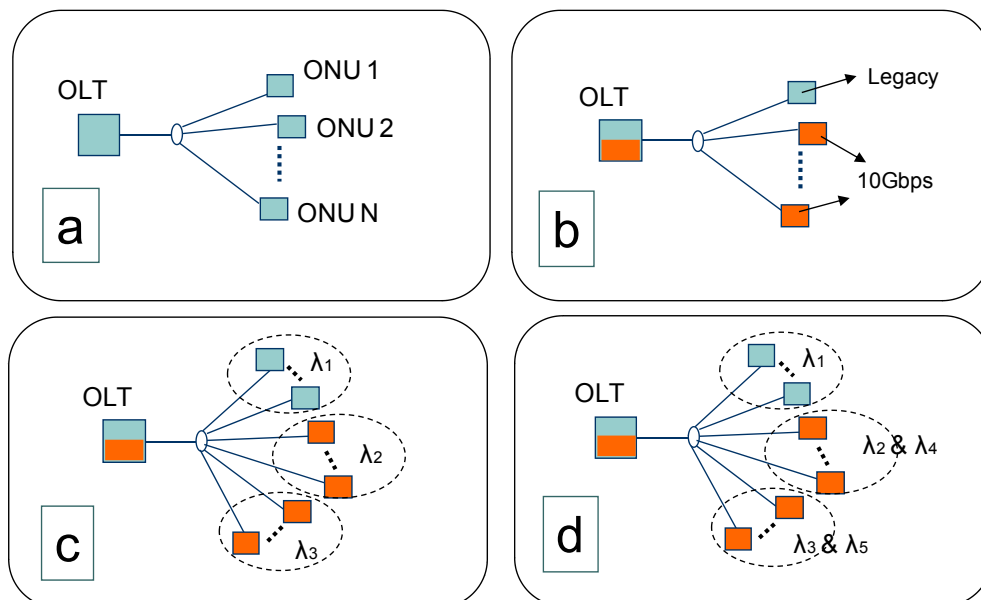 OLT
ONU 1
ONU 2
ONU N
a
OLT
Legacy
10Gbps
b
OLT
λ1
λ2
λ3
c
OLT
λ1
λ2 & λ4
λ3 & λ5
d